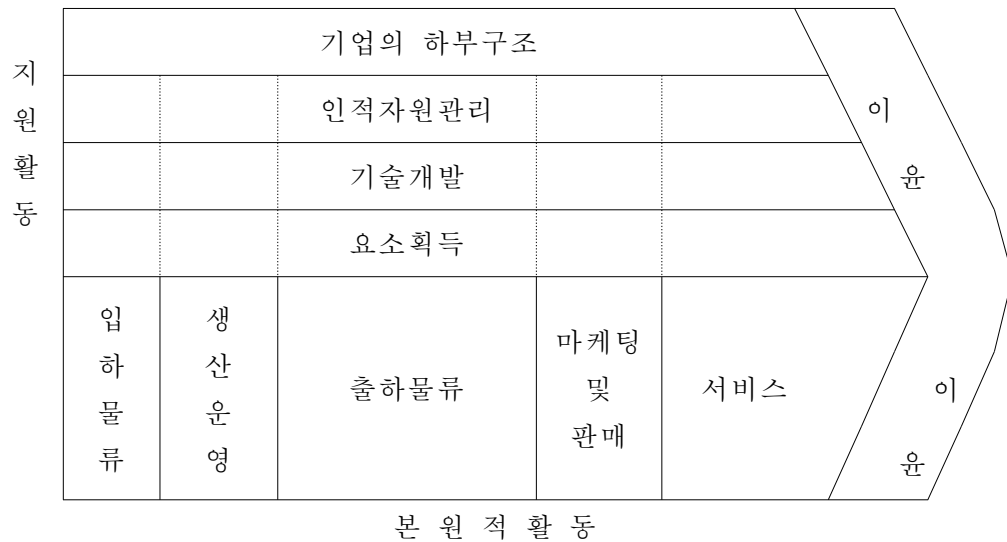 지원활동
기업의 하부구조
인적자원관리
기술개발
요소획득
이윤
입하물류
생산운영
출하물류
마케팅
및
판매
서비스
이윤
본 원 적 활 동